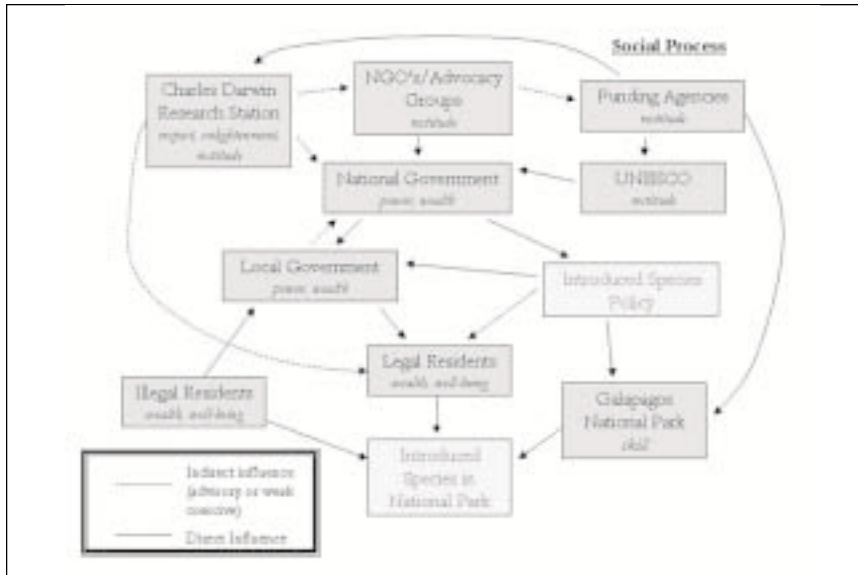 Social Process
Charles Darwin
Research Station
respect, enlightenment,
rectitude
NGO's/Advocacy
Groups
rectitude
Funding Agencies
rectitude
National Government
power, wealth
UNESCO
rectitude
Local Government
power, wealth
Introduced Species
Policy
Legal Residents
wealth, well-being
Illegal Residents
wealth, well-being
Galapagos
National Park
skill
Introduced
Species in
National Park
Indirect influence
(advisory or weak
coercive)
Direct Influence